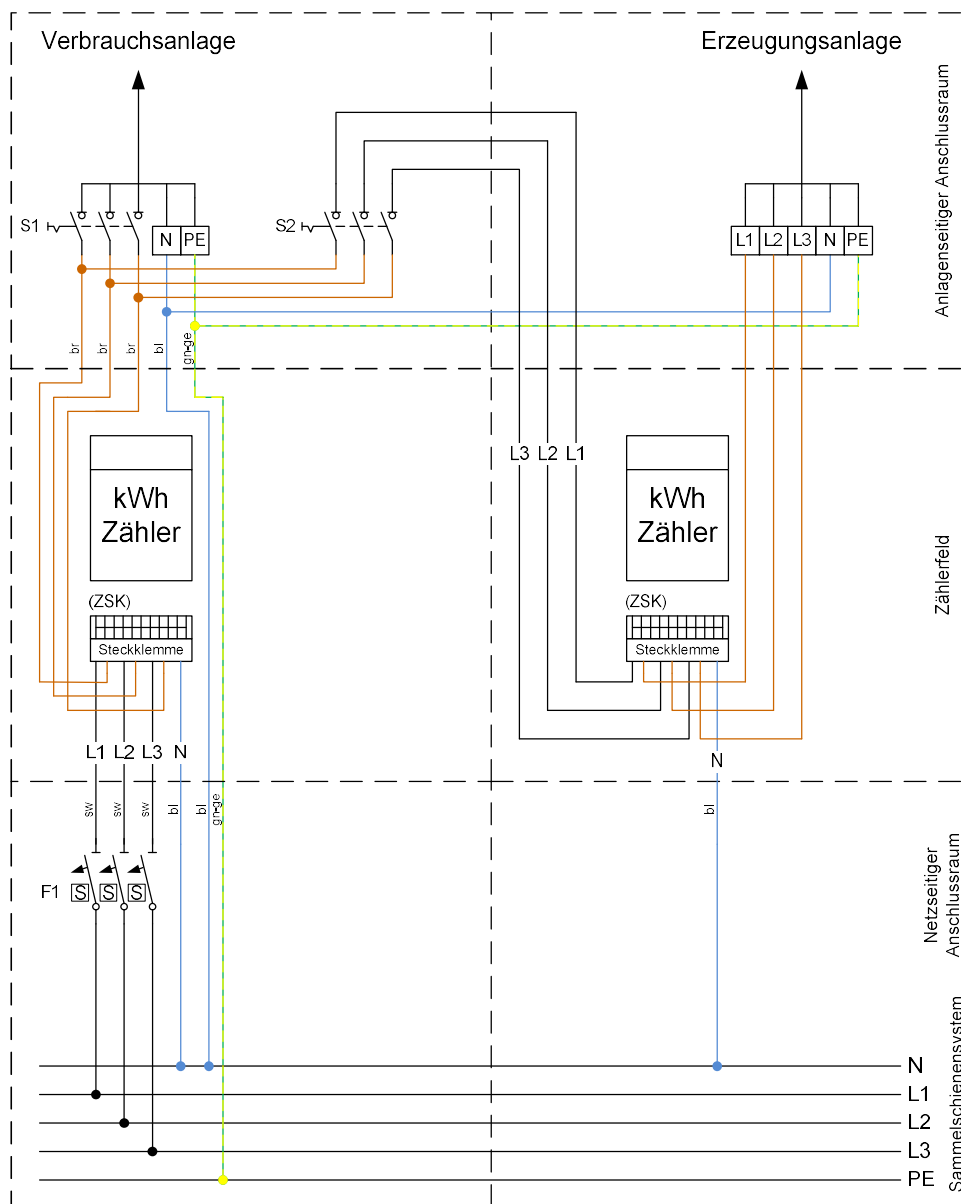 Verbrauchsanlage
Erzeugungsanlage
Anlagenseitiger Anschlussraum
S1
N
PE
S2
L1
L2
L3
N
PE
br
br
br
bl
gn-ge
L3
L2
L1
kWh
Zähler
kWh
Zähler
Zählerfeld
(ZSK)
(ZSK)
Steckklemme
Steckklemme
L1
L2
L3
N
N
sw
sw
sw
bl
bl
gn-ge
bl
F1
S
S
S
Netzseitiger
Anschlussraum
Sammelschienensystem
N
L1
L2
L3
PE